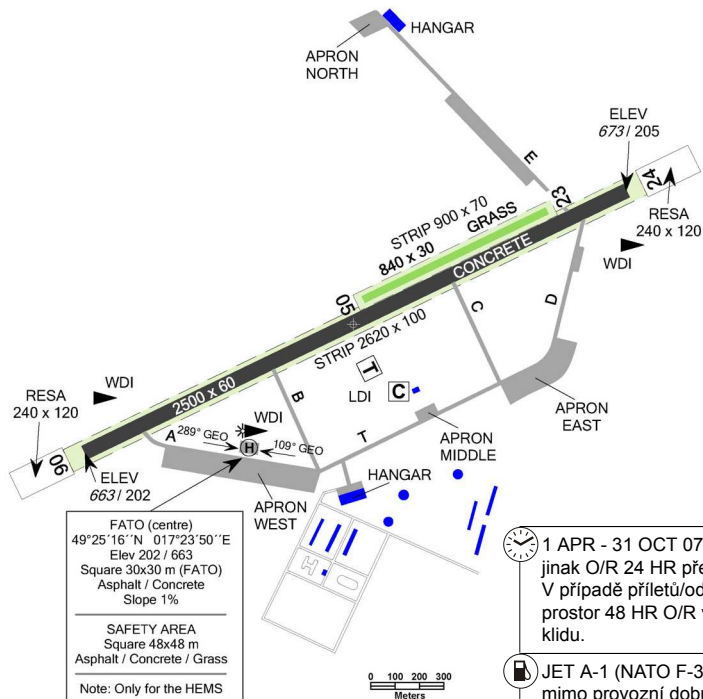 HANGAR
APRON
NORTH
ELEV
673 / 205
E
24
23
RESA
240 x 120
WDI
STRIP 900 x 70
GRASS
840 x 30
CONCRETE
05
STRIP 2620 x 100
C
D
T
LDI
C
B
2500 x 60
WDI
RESA
240 x 120
WDI
A
289° GEO
H
109° GEO
T
APRON
MIDDLE
APRON
EAST
06
ELEV
663 / 202
APRON
WEST
HANGAR
FATO (centre)
49°25´16´´N 017°23´50´´E
Elev 202 / 663
Square 30x30 m (FATO)
Asphalt / Concrete
Slope 1%
SAFETY AREA
Square 48x48 m
Asphalt / Concrete / Grass
Note: Only for the HEMS
H
0 100 200 300
Meters
1 APR - 31 OCT 07
jinak O/R 24 HR pře
V případě příletů/od
prostor 48 HR O/R v
klidu.
JET A-1 (NATO F-3
mimo provozní dobu